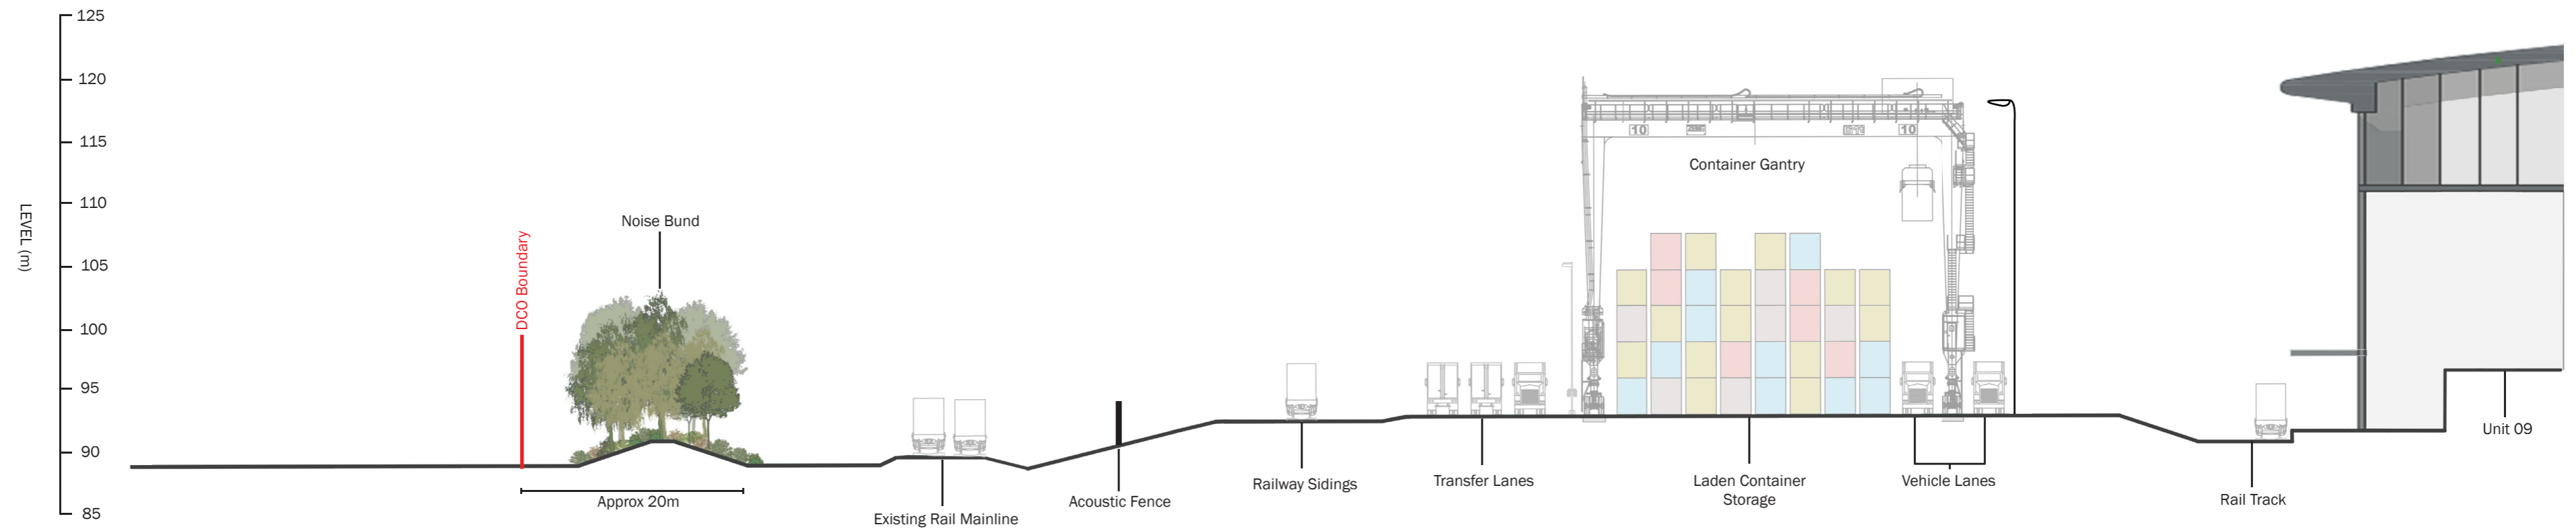 125
120
115
110
105
100
95
90
85
LEVEL (m)
DCO Boundary
Noise Bund
Approx 20m
Existing Rail Mainline
Acoustic Fence
Railway Sidings
Transfer Lanes
10
10
Container Gantry
Laden Container
Storage
Vehicle Lanes
Rail Track
Unit 09